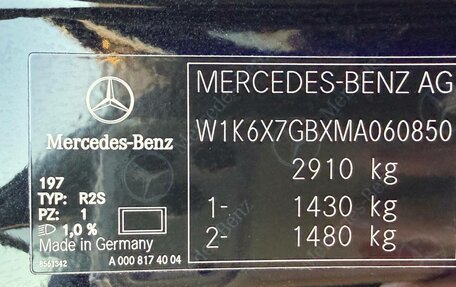 MERCEDES-BENZ AG
Mercedes-Benz
W1K6X7GBXMA060850
2910 kg
1- 1430 kg
2- 1480 kg
197
TYP: R2S
PZ: 1
1,0 %
Made in Germany
8561342
A 000 817 40 04